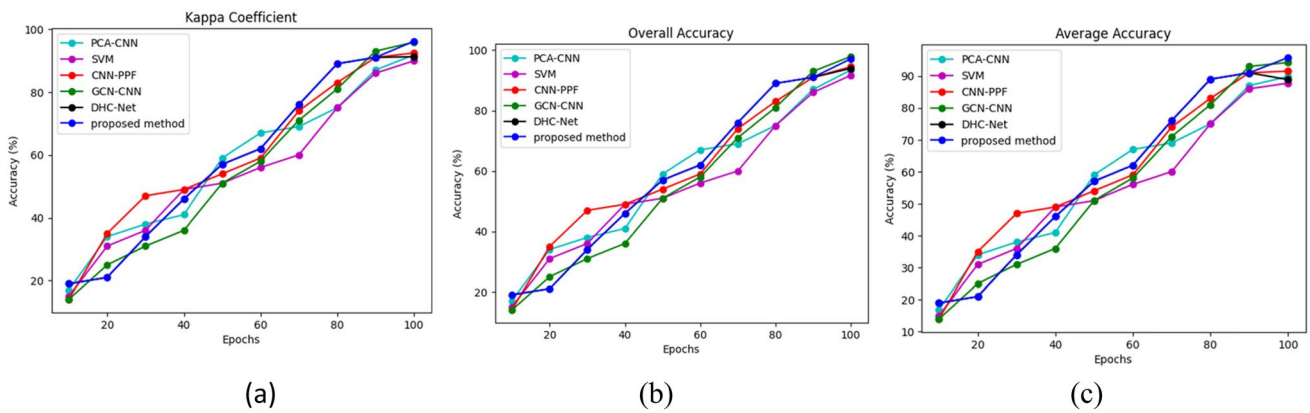 Kappa Coefficient
100
80
60
40
20
Accuracy (%)
PCA-CNN
SVM
CNN-PPF
GCN-CNN
DHC-Net
proposed method
20 40 60 80 100
Epochs
(a)
Overall Accuracy
100
80
60
40
20
Accuracy (%)
PCA-CNN
SVM
CNN-PPF
GCN-CNN
DHC-Net
proposed method
20 40 60 80 100
Epochs
(b)
Average Accuracy
90
80
70
60
50
40
30
20
10
Accuracy (%)
PCA-CNN
SVM
CNN-PPF
GCN-CNN
DHC-Net
proposed method
20 40 60 80 100
Epochs
(c)